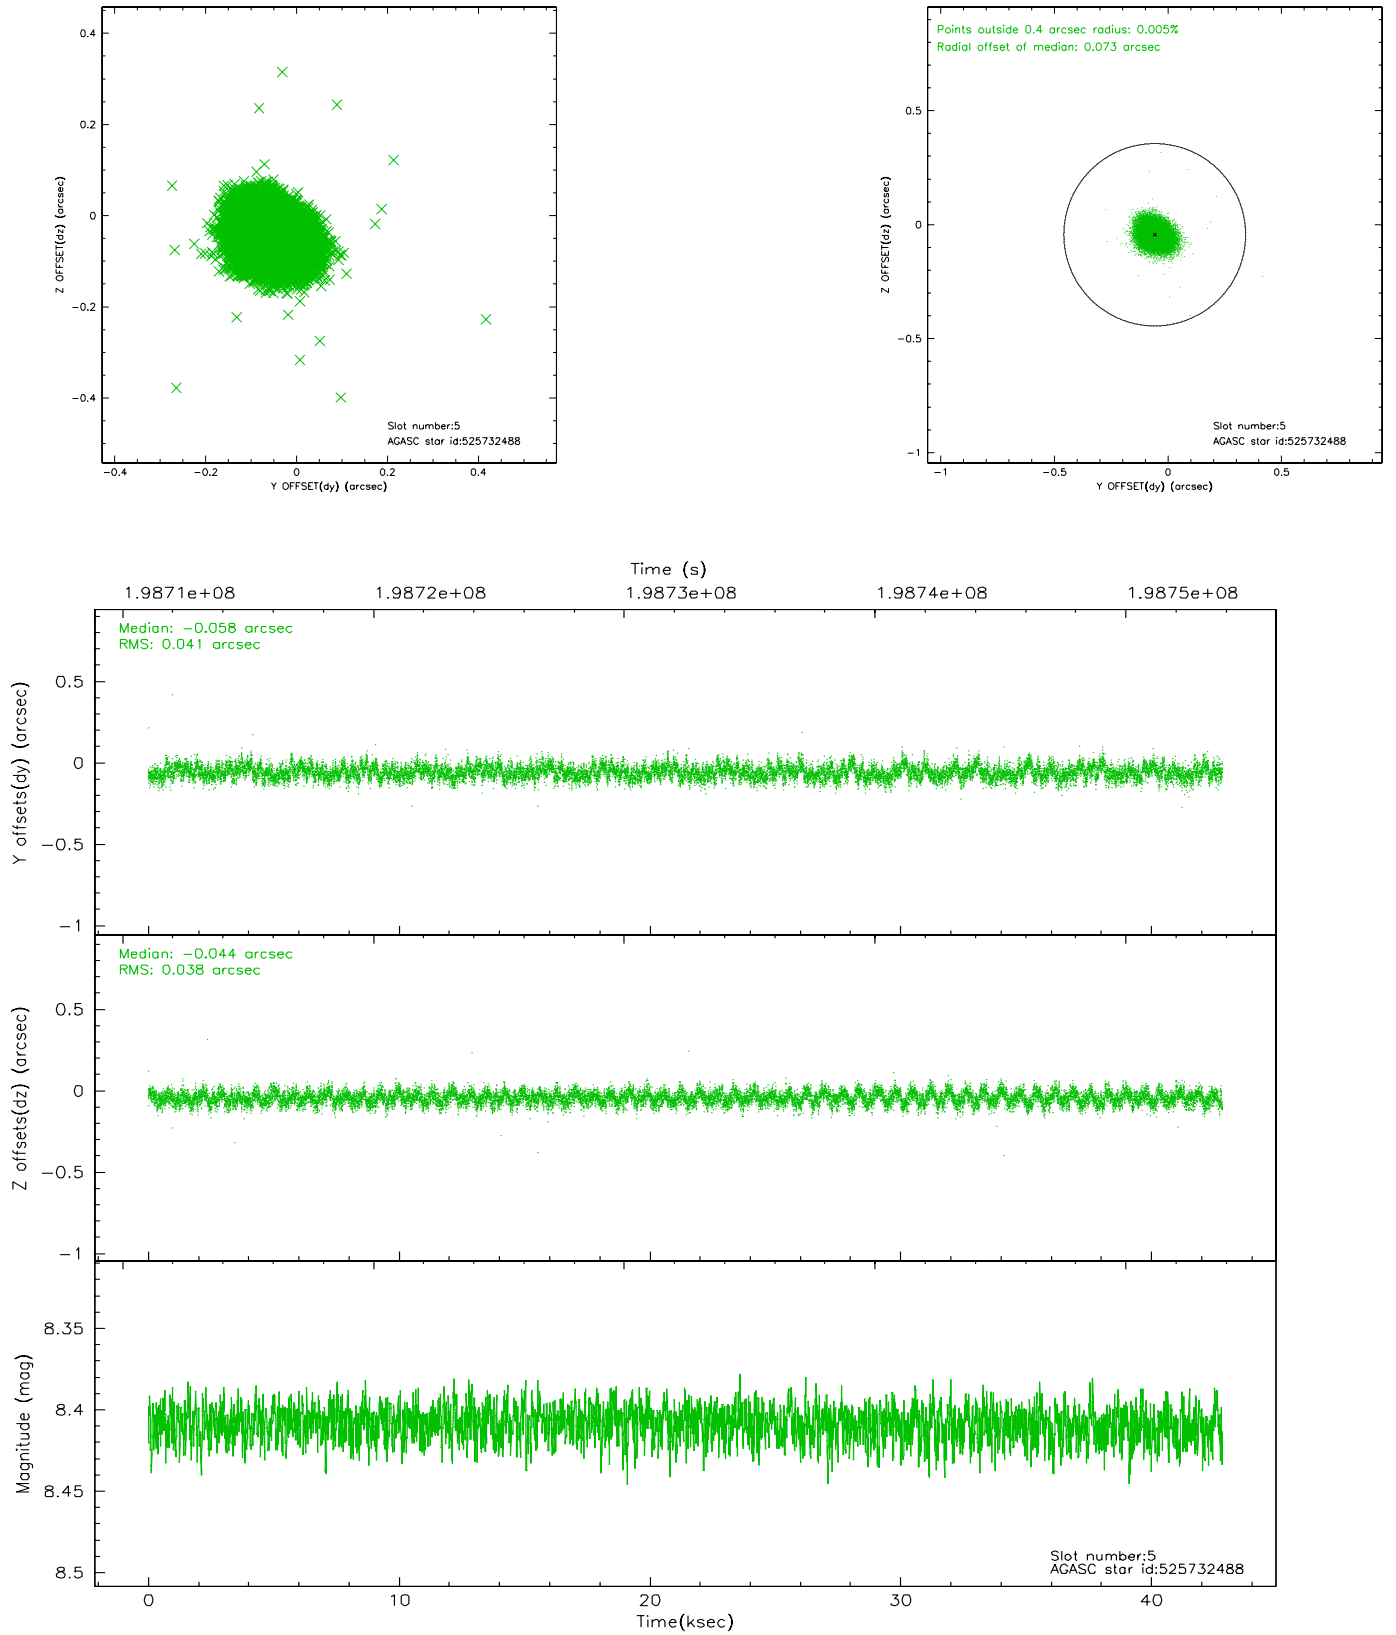 0.4
0.2
0
−0.2
−0.4
Z OFFSET(dz) (arcsec)
Slot number:5
AGASC star id:525732488
−0.4 −0.2 0 0.2 0.4
Y OFFSET(dy) (arcsec)
Points outside 0.4 arcsec radius: 0.005%
Radial offset of median: 0.073 arcsec
0.5
0
−0.5
−1
Z OFFSET(dz) (arcsec)
Slot number:5
AGASC star id:525732488
−1 −0.5 0 0.5
Y OFFSET(dy) (arcsec)
Time (s)
1.9871e+08 1.9872e+08 1.9873e+08 1.9874e+08 1.9875e+08
Median: −0.058 arcsec
RMS: 0.041 arcsec
0.5
0
−0.5
−1
Y offsets(dy) (arcsec)
Median: −0.044 arcsec
RMS: 0.038 arcsec
0.5
0
−0.5
−1
Z offsets(dz) (arcsec)
8.35
8.4
8.45
8.5
Magnitude (mag)
Slot number:5
AGASC star id:525732488
0 10 20 30 40
Time(ksec)